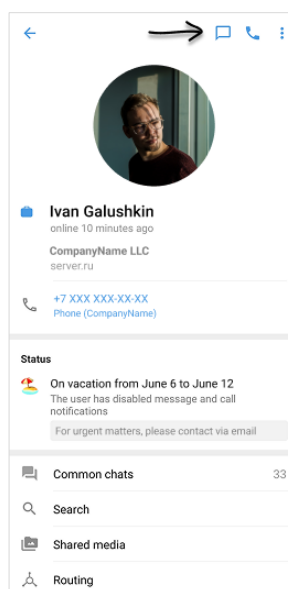 Ivan Galushkin
online 10 minutes ago
CompanyName LLC
server.ru
+7 XXX XXX-XX-XX
Phone (CompanyName)
Status
On vacation from June 6 to June 12
The user has disabled message and call
notifications
For urgent matters, please contact via email
Common chats 33
Search
Shared media
Routing